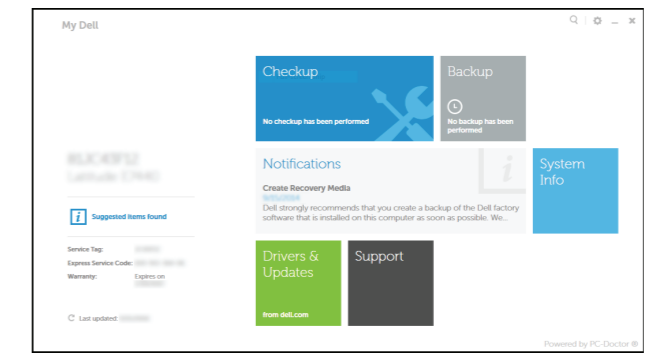 My Dell
Checkup
No checkup has been performed
Backup
No backup has been
performed
Notifications
Create Recovery Media
Dell strongly recommends that you create a backup of the Dell factory
software that is installed on this computer as soon as possible. We...
System
Info
i Suggested items found
Service Tag:
Express Service Code:
Warranty: Expires on
Last updated:
Drivers &
Updates
from dell.com
Support
Powered by PC-Doctor ®